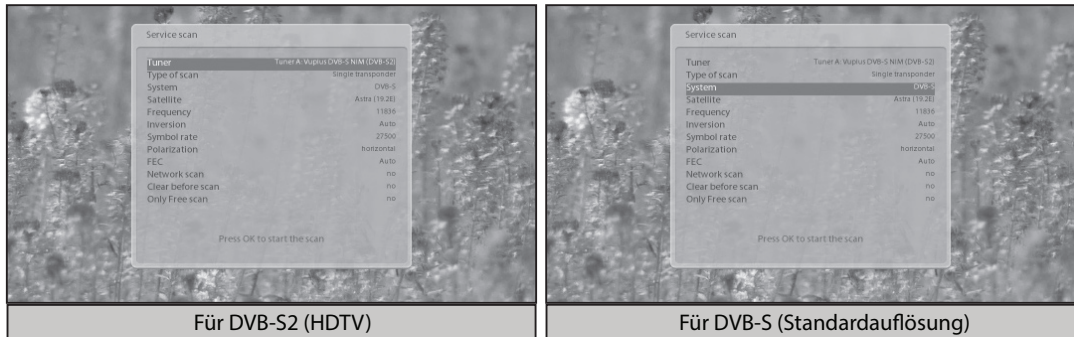 Service scan
Tuner Tuner A: Vuplus DVB-S NIM (DVB-S2)
Type of scan Single transponder
System DVB-S
Satellite Astra (19.2E)
Frequency 11836
Inversion Auto
Symbol rate 27500
Polarization horizontal
FEC Auto
Network scan no
Clear before scan no
Only Free scan no
Press OK to start the scan
Für DVB-S2 (HDTV)
Service scan
Tuner Tuner A: Vuplus DVB-S NIM (DVB-S2)
Type of scan Single transponder
System DVB-S
Satellite Astra (19.2E)
Frequency 11836
Inversion Auto
Symbol rate 27500
Polarization horizontal
FEC Auto
Network scan no
Clear before scan no
Only Free scan no
Press OK to start the scan
Für DVB-S (Standardauflösung)